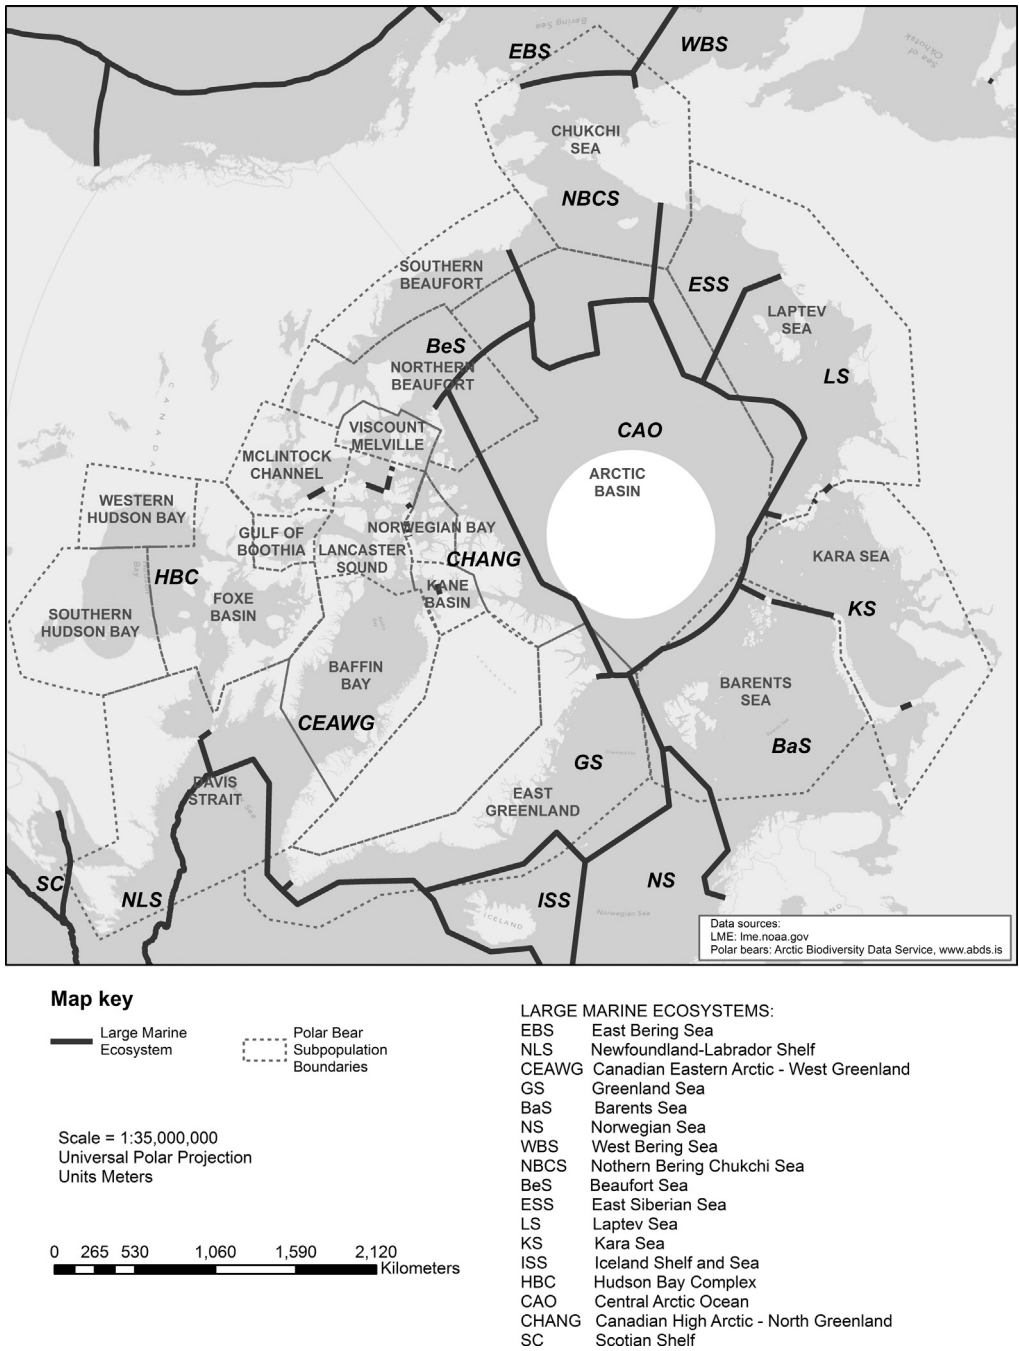 Bering Sea
Sea of
Okhotsk
EBS
WBS
CHUKCHI
SEA
NBCS
SOUTHERN
BEAUFORT
ESS
LAPTEV
SEA
BeS
NORTHERN
BEAUFORT
LS
CANADA
VISCOUNT
MELVILLE
CAO
MCLINTOCK
CHANNEL
ARCTIC
BASIN
WESTERN
HUDSON BAY
GULF OF
BOOTHIA
LANCASTER
SOUND
NORWEGIAN BAY
CHANG
KARA SEA
HBC
FOXE
BASIN
KANE
BASIN
KS
SOUTHERN
HUDSON BAY
BAFFIN
BAY
BARENTS
SEA
CEAWG
BaS
GS
DAVIS
STRAIT
EAST
GREENLAND
SC
NLS
ISS
NS
ICELAND
Norwegian Sea
Data sources:
LME: lme.noaa.gov
Polar bears: Arctic Biodiversity Data Service, www.abds.is
Map key
Large Marine
Ecosystem
Polar Bear
Subpopulation
Boundaries
Scale = 1:35,000,000
Universal Polar Projection
Units Meters
0 265 530 1,060 1,590 2,120
Kilometers
LARGE MARINE ECOSYSTEMS:
EBS East Bering Sea
NLS Newfoundland-Labrador Shelf
CEAWG Canadian Eastern Arctic - West Greenland
GS Greenland Sea
BaS Barents Sea
NS Norwegian Sea
WBS West Bering Sea
NBCS Nothern Bering Chukchi Sea
BeS Beaufort Sea
ESS East Siberian Sea
LS Laptev Sea
KS Kara Sea
ISS Iceland Shelf and Sea
HBC Hudson Bay Complex
CAO Central Arctic Ocean
CHANG Canadian High Arctic - North Greenland
SC Scotian Shelf